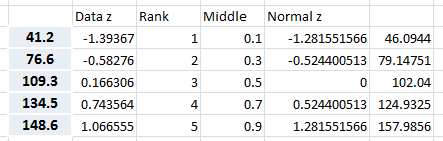 Data z Rank Middle Normal z
41.2 -1.39367 1 0.1 -1.281551566 46.0944
76.6 -0.58276 2 0.3 -0.524400513 79.14751
109.3 0.166306 3 0.5 0 102.04
134.5 0.743564 4 0.7 0.524400513 124.9325
148.6 1.066555 5 0.9 1.281551566 157.9856